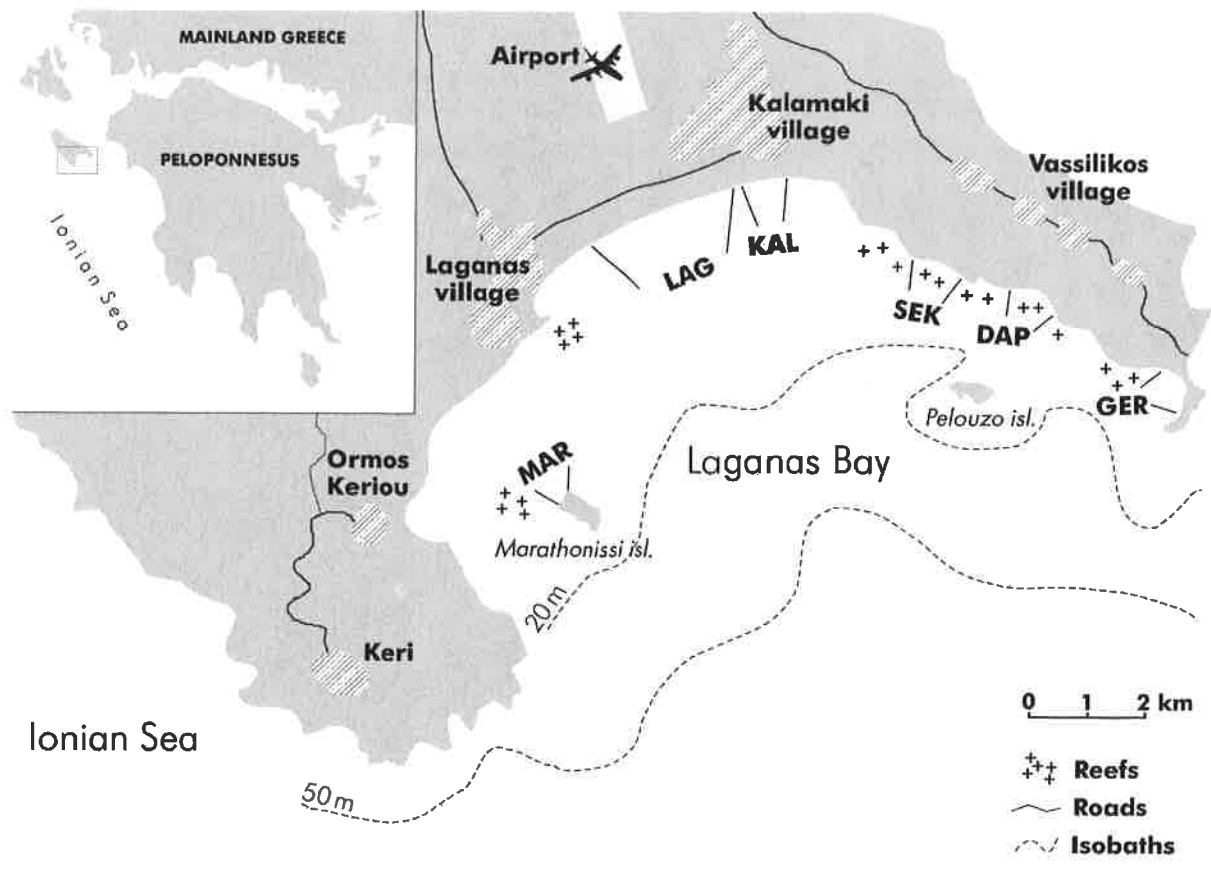 MAINLAND GREECE
PELOPONNESUS
Ionian Sea
Airport
Kalamaki
village
Vassilikos
village
Laganas
village
LAG
KAL
SEK
DAP
GER
Pelouzo isl.
Laganas Bay
Ormos
Keriou
MAR
Marathonissi isl.
20 m
Keri
Ionian Sea
50 m
0 1 2 km
Reefs
Roads
Isobaths